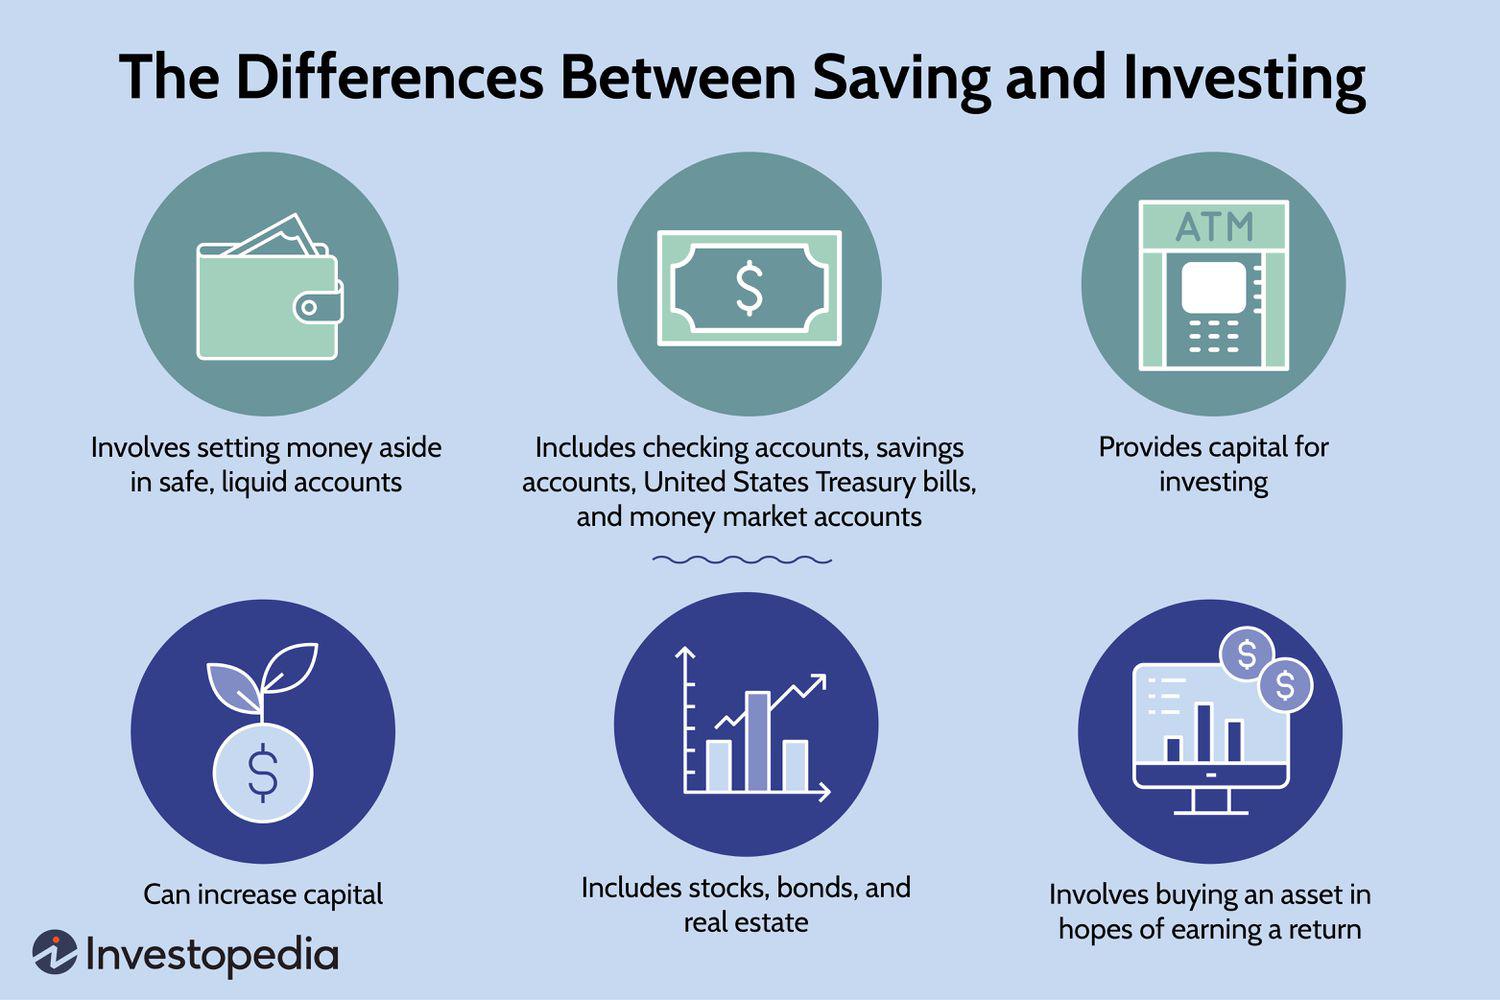 The Differences Between Saving and Investing
$
ATM
Involves setting money aside
in safe, liquid accounts
Includes checking accounts, savings
accounts, United States Treasury bills,
and money market accounts
Provides capital for
investing
$
$
$
Can increase capital
Includes stocks, bonds, and
real estate
Involves buying an asset in
hopes of earning a return
Investopedia